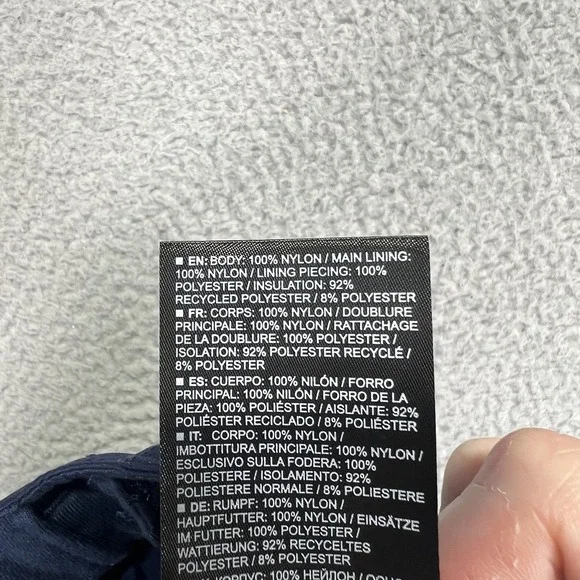 ■ EN: BODY: 100% NYLON / MAIN LINING:
100% NYLON / LINING PIECING: 100%
POLYESTER / INSULATION: 92%
RECYCLED POLYESTER / 8% POLYESTER
■ FR: CORPS: 100% NYLON / DOUBLURE
PRINCIPALE: 100% NYLON / RATTACHAGE
DE LA DOUBLURE: 100% POLYESTER /
ISOLATION: 92% POLYESTER RECYCLÉ /
8% POLYESTER
■ ES: CUERPO: 100% NILÓN / FORRO
PRINCIPAL: 100% NILÓN / FORRO DE LA
PIEZA: 100% POLIÉSTER / AISLANTE: 92%
POLIÉSTER RECICLADO / 8% POLIÉSTER
■ IT: CORPO: 100% NYLON /
IMBOTTITURA PRINCIPALE: 100% NYLON /
ESCLUSIVO SULLA FODERA: 100%
POLIESTERE / ISOLAMENTO: 92%
POLIESTERE NORMALE / 8% POLIESTERE
■ DE: RUMPF: 100% NYLON /
HAUPTFUTTER: 100% NYLON / EINSÄTZE
IM FUTTER: 100% POLYESTER /
WATTIERUNG: 92% RECYCELTES
POLYESTER / 8% POLYESTER
КОРПУС: 100% НЕЙЛОН /